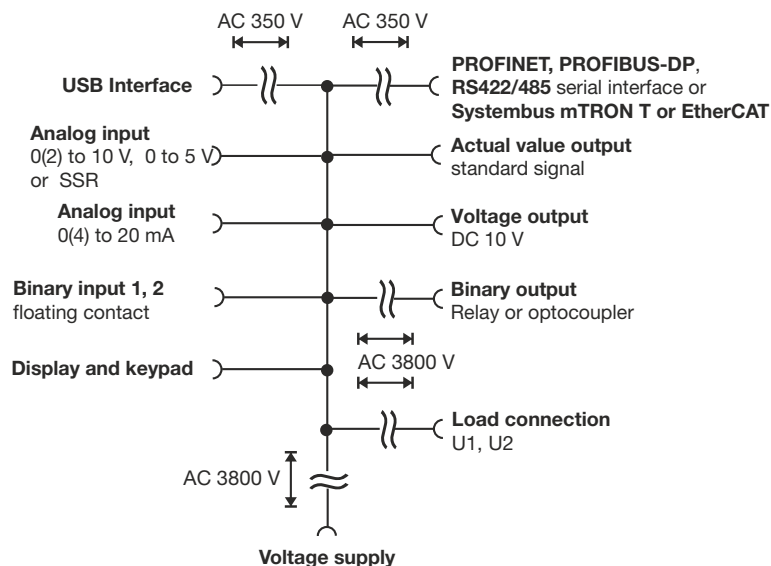 AC 350 V
AC 350 V
USB Interface
PROFINET, PROFIBUS-DP,
RS422/485 serial interface or
Systembus mTRON T or EtherCAT
Analog input
0(2) to 10 V, 0 to 5 V
or SSR
Actual value output
standard signal
Analog input
0(4) to 20 mA
Voltage output
DC 10 V
Binary input 1, 2
floating contact
Binary output
Relay or optocoupler
AC 3800 V
Display and keypad
Load connection
U1, U2
AC 3800 V
Voltage supply